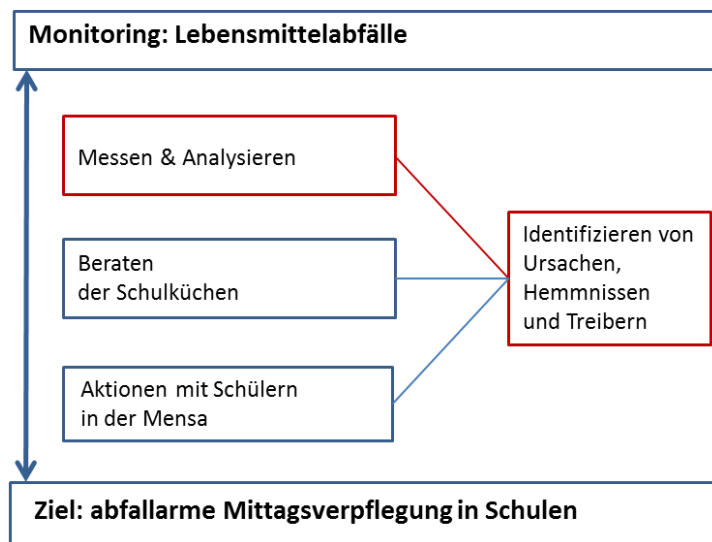 Monitoring: Lebensmittelabfälle
Messen & Analysieren
Beraten
der Schulküchen
Aktionen mit Schülern
in der Mensa
Identifizieren von
Ursachen,
Hemmnissen
und Treibern
Ziel: abfallarme Mittagsverpflegung in Schulen